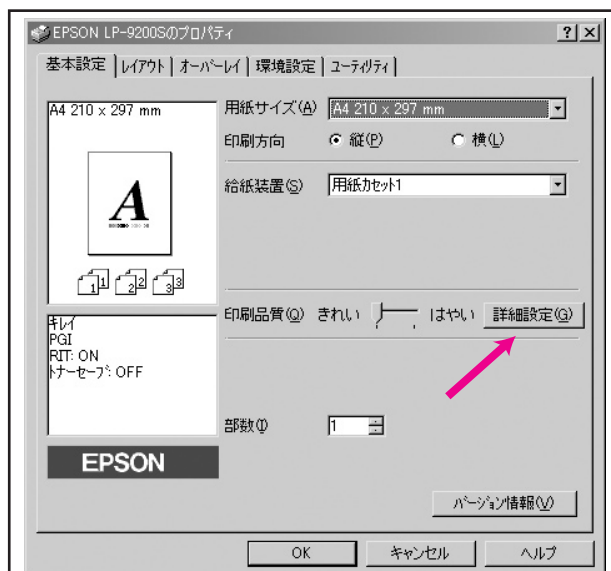 EPSON LP-9200Sのプロパティ
? ×
基本設定 レイアウト オーバーレイ 環境設定 ユーティリティ
A4 210 x 297 mm
A
1 1 2 2 3 3
用紙サイズ(A) A4 210 x 297 mm
印刷方向 縦(P) 横(L)
給紙装置(S) 用紙カセット1
印刷品質(Q) きれい はやい 詳細設定(G)
キレイ
PGI
RIT: ON
トナーセーブ: OFF
部数(I) 1
EPSON
バージョン情報(V)
OK キャンセル ヘルプ